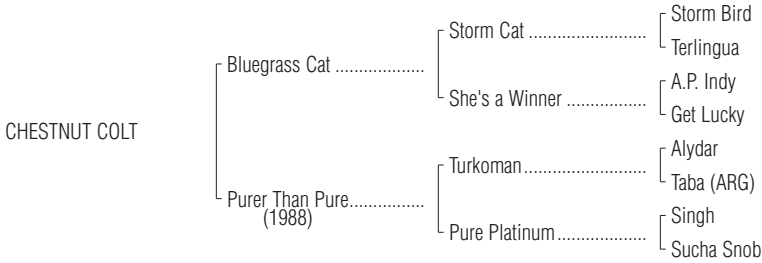 Storm Bird
Storm Cat ..........................
Terlingua
Bluegrass Cat ...................
A.P. Indy
She's a Winner .................
Get Lucky
CHESTNUT COLT
Alydar
Turkoman..........................
Taba (ARG)
Purer Than Pure................
(1988)
Singh
Pure Platinum...................
Sucha Snob